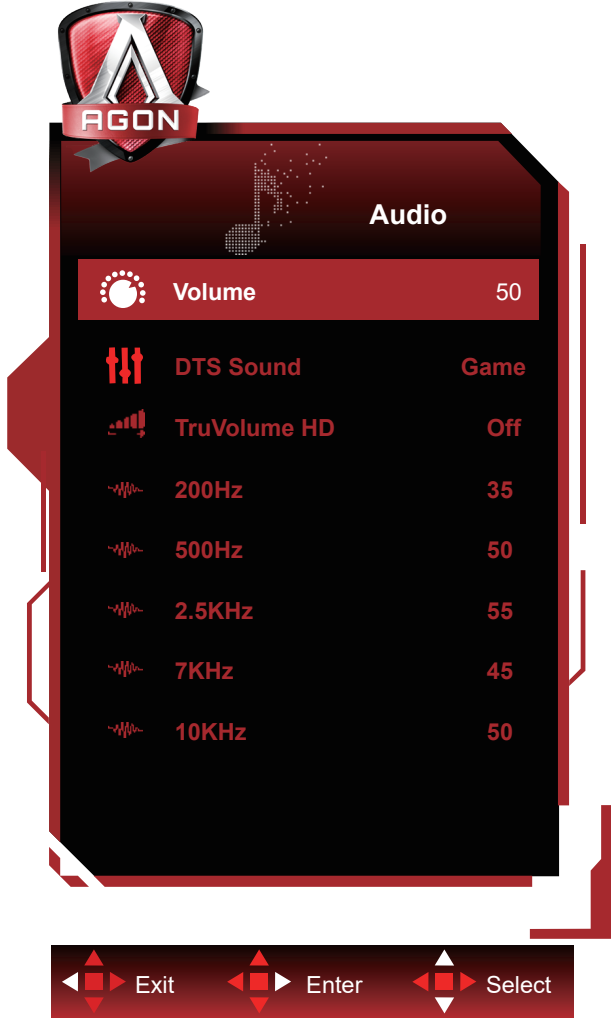 AGON
Audio
Volume 50
DTS Sound Game
TruVolume HD Off
200Hz 35
500Hz 50
2.5KHz 55
7KHz 45
10KHz 50
Exit Enter Select